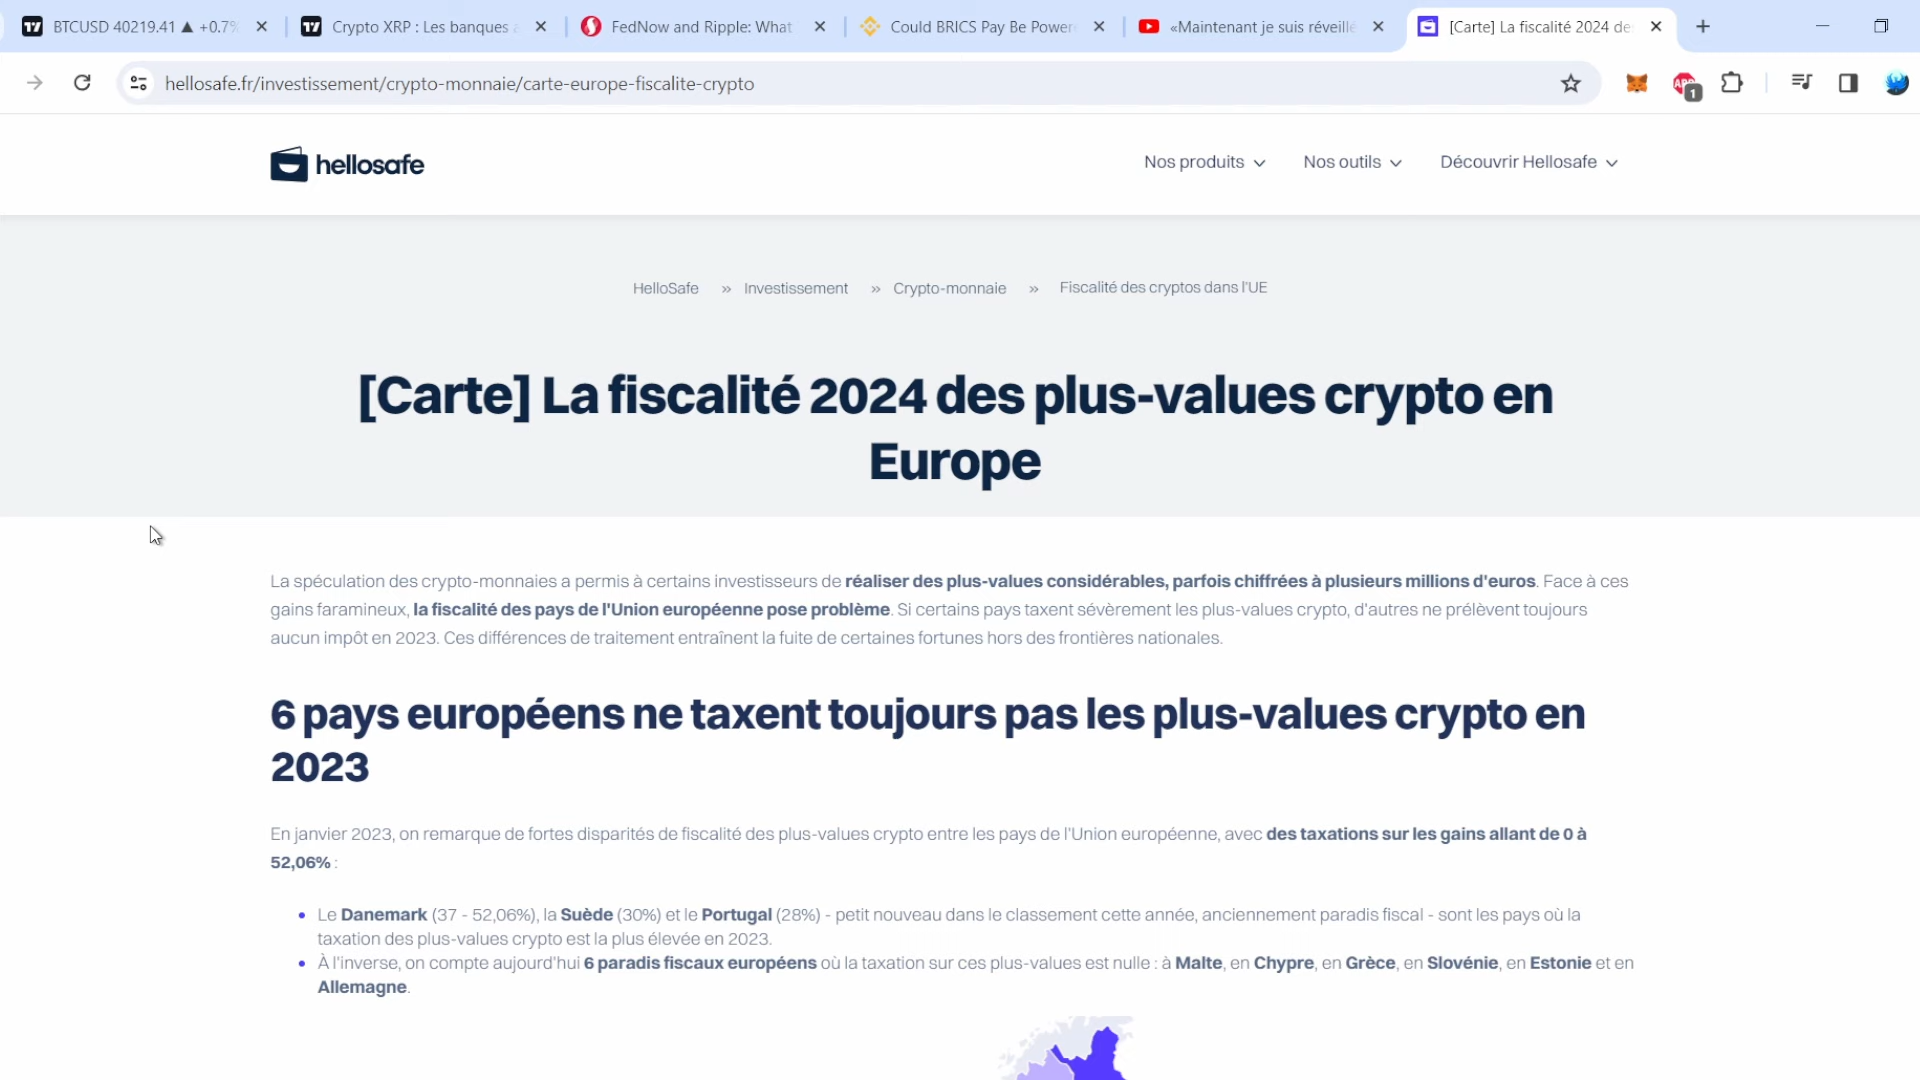 BTCUSD 40219.41 ▲ +0.7%
Crypto XRP : Les banques
FedNow and Ripple: What
Could BRICS Pay Be Power
«Maintenant je suis réveillé
[Carte] La fiscalité 2024 de
hellosafe.fr/investissement/crypto-monnaie/carte-europe-fiscalite-crypto
ABP
1
hellosafe
Nos produits
Nos outils
Découvrir Hellosafe
HelloSafe » Investissement » Crypto-monnaie » Fiscalité des cryptos dans l'UE
[Carte] La fiscalité 2024 des plus-values crypto en
Europe
La spéculation des crypto-monnaies a permis à certains investisseurs de réaliser des plus-values considérables, parfois chiffrées à plusieurs millions d'euros. Face à ces
gains faramineux, la fiscalité des pays de l'Union européenne pose problème. Si certains pays taxent sévèrement les plus-values crypto, d'autres ne prélèvent toujours
aucun impôt en 2023. Ces différences de traitement entraînent la fuite de certaines fortunes hors des frontières nationales.
6 pays européens ne taxent toujours pas les plus-values crypto en
2023
En janvier 2023, on remarque de fortes disparités de fiscalité des plus-values crypto entre les pays de l'Union européenne, avec des taxations sur les gains allant de 0 à
52,06% :
• Le Danemark (37 - 52,06%), la Suède (30%) et le Portugal (28%) - petit nouveau dans le classement cette année, anciennement paradis fiscal - sont les pays où la
taxation des plus-values crypto est la plus élevée en 2023.
• À l'inverse, on compte aujourd'hui 6 paradis fiscaux européens où la taxation sur ces plus-values est nulle : à Malte, en Chypre, en Grèce, en Slovénie, en Estonie et en
Allemagne.